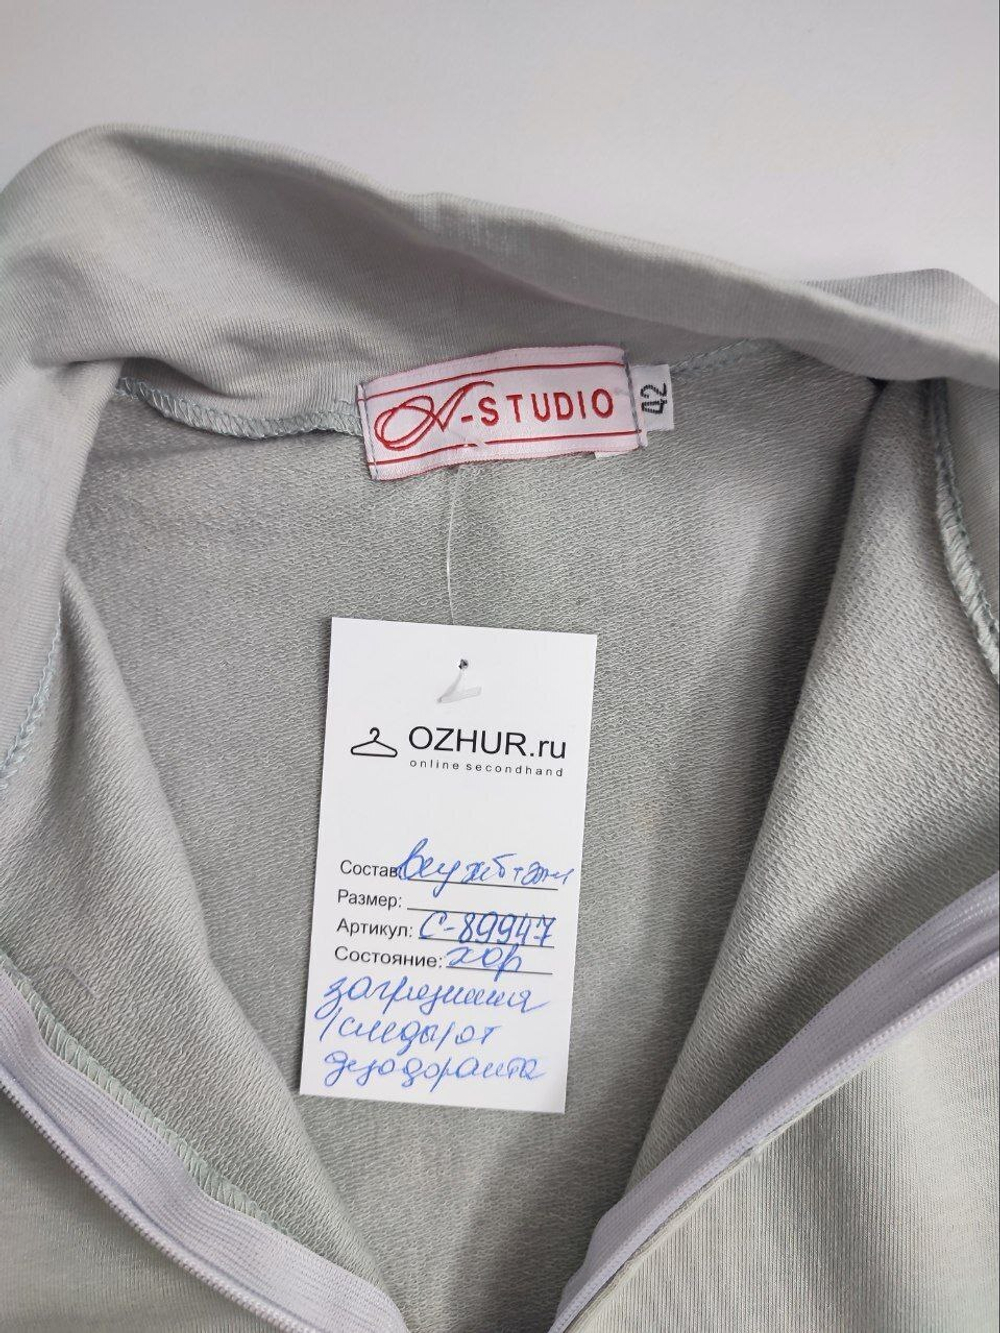 A-STUDIO
42
OZHUR.ru
online secondhand
Состав:
Размер:
Артикул: С-89947
Состояние: хор
загрязнения
/следы/ от
дезодоранта